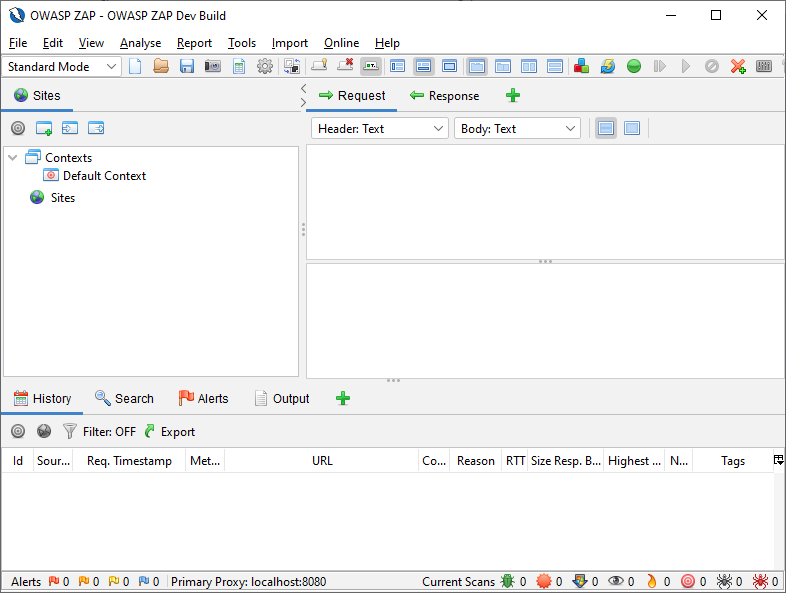 OWASP ZAP - OWASP ZAP Dev Build
File Edit View Analyse Report Tools Import Online Help
Standard Mode
Sites
Request Response
Header: Text Body: Text
Contexts
Default Context
Sites
History Search Alerts Output
Filter: OFF Export
Id Sour... Req. Timestamp Met... URL Co... Reason RTT Size Resp. B... Highest ... N... Tags
Alerts 0 0 0 0 Primary Proxy: localhost:8080 Current Scans 0 0 0 0 0 0 0 0